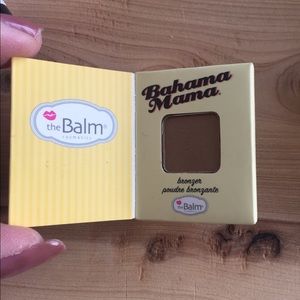 the Balm®
cosmetics
Bahama
Mama.
bronzer
poudre bronzante
the Balm®